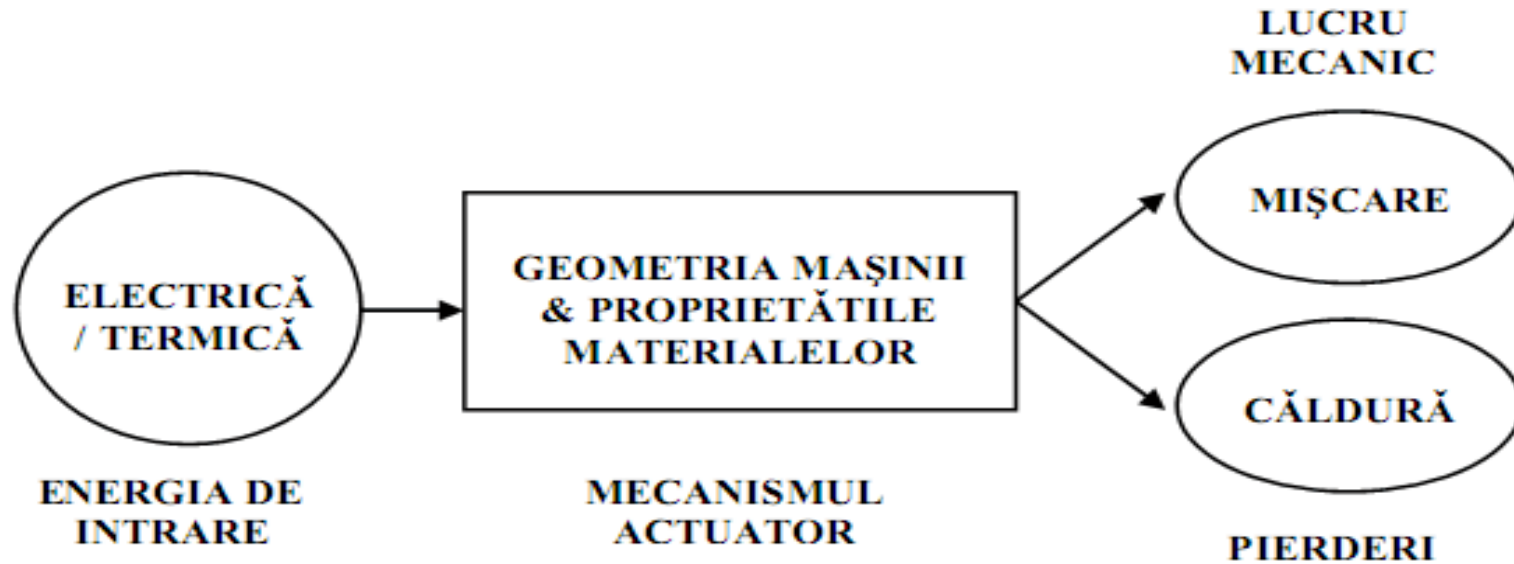 LUCRU
MECANIC
MIŞCARE
ELECTRICĂ
/ TERMICĂ
GEOMETRIA MAŞINII
& PROPRIETĂTILE
MATERIALELOR
CĂLDURĂ
ENERGIA DE
INTRARE
MECANISMUL
ACTUATOR
PIERDERI